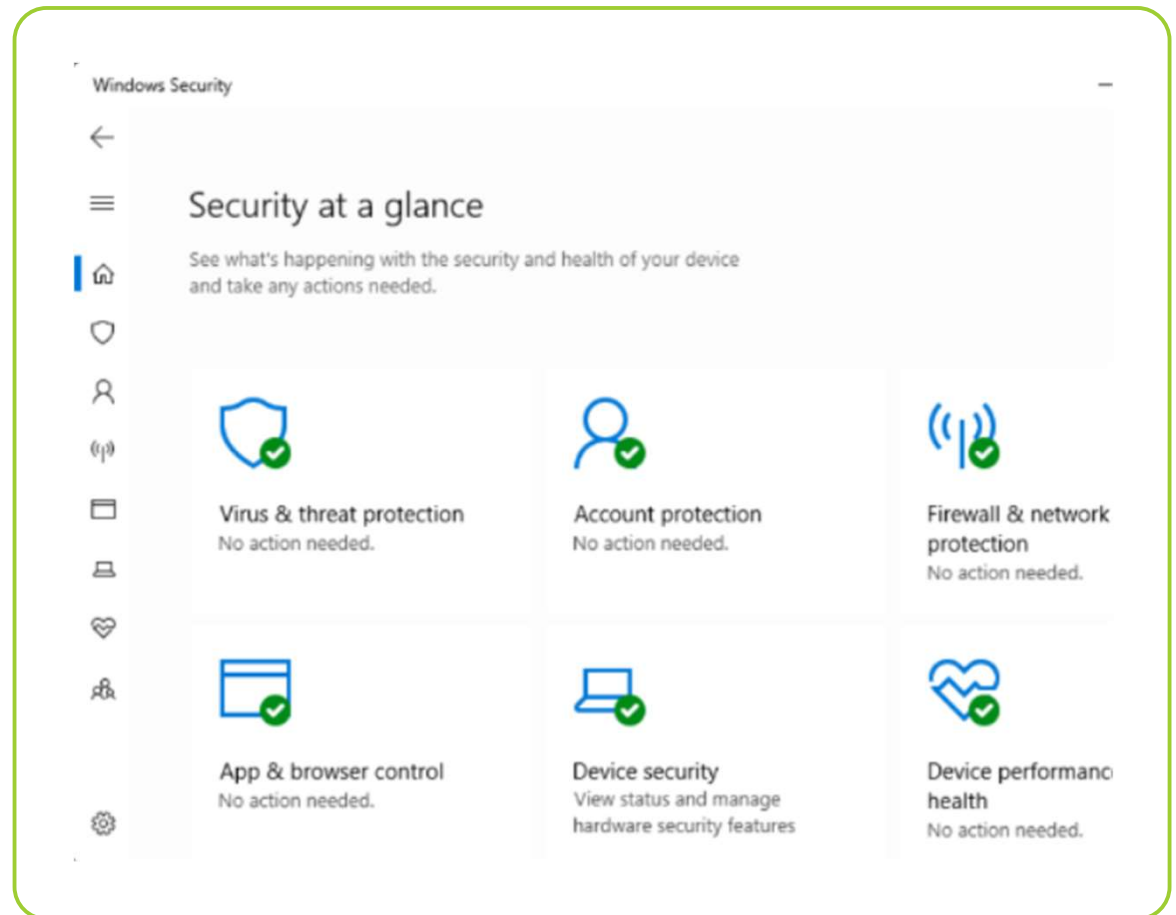 Windows Security
Security at a glance
See what's happening with the security and health of your device
and take any actions needed.
Virus & threat protection
No action needed.
Account protection
No action needed.
Firewall & network
protection
No action needed.
App & browser control
No action needed.
Device security
View status and manage
hardware security features
Device performanc
health
No action needed.